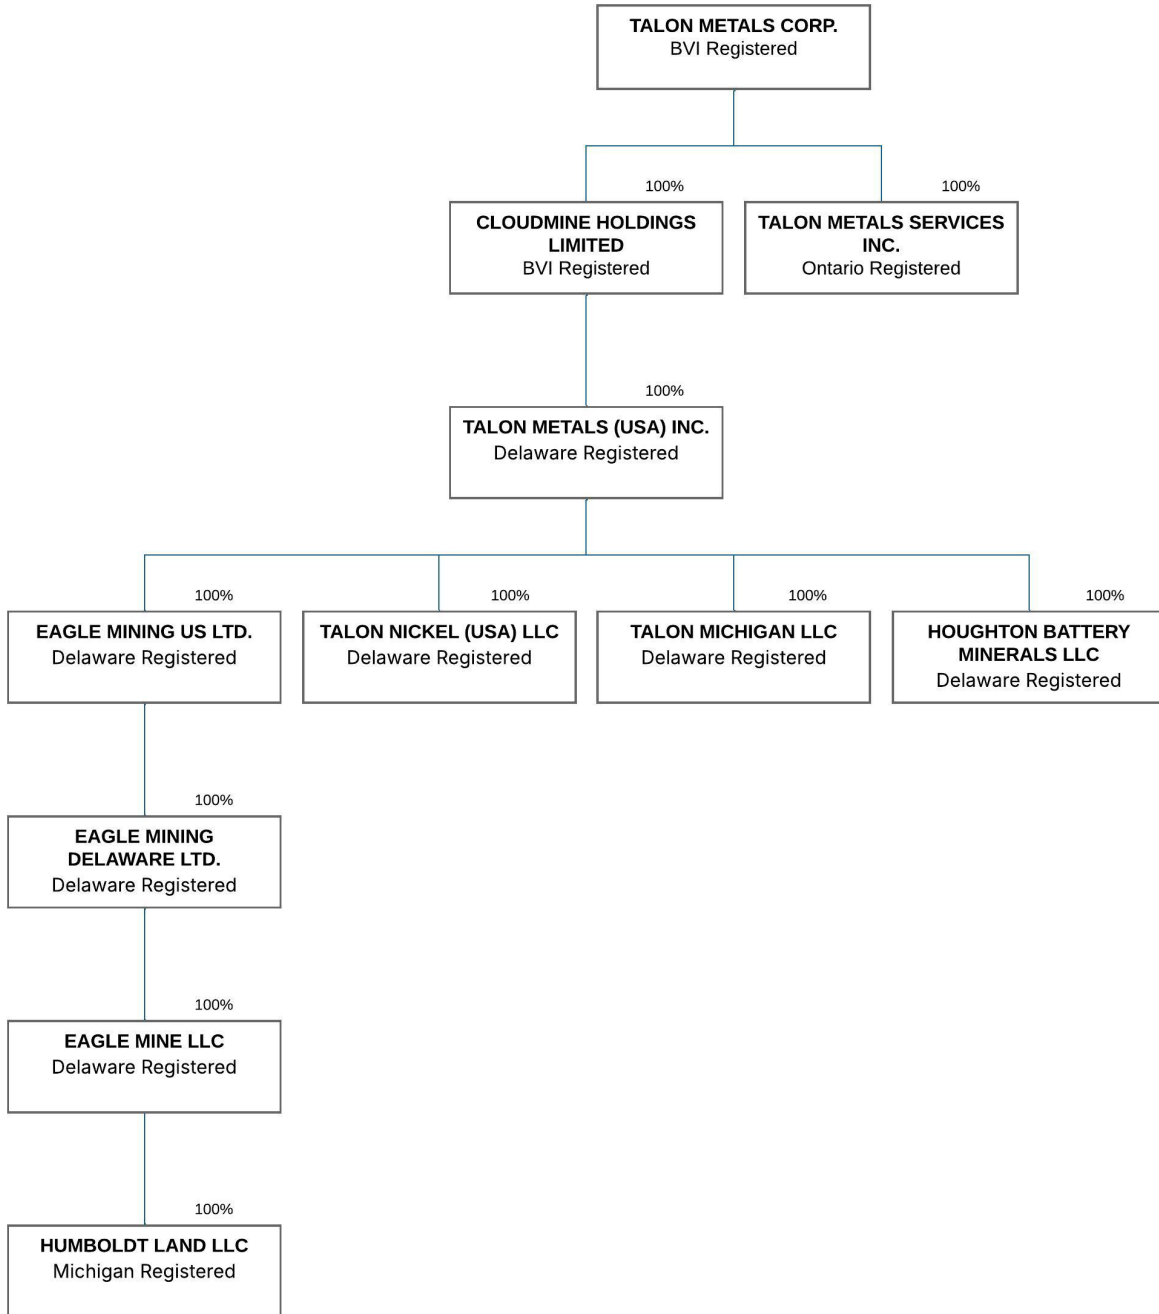 TALON METALS CORP.
BVI Registered
100%
100%
CLOUDMINE HOLDINGS
LIMITED
BVI Registered
TALON METALS SERVICES
INC.
Ontario Registered
100%
TALON METALS (USA) INC.
Delaware Registered
100%
100%
100%
100%
EAGLE MINING US LTD.
Delaware Registered
TALON NICKEL (USA) LLC
Delaware Registered
TALON MICHIGAN LLC
Delaware Registered
HOUGHTON BATTERY
MINERALS LLC
Delaware Registered
100%
EAGLE MINING
DELAWARE LTD.
Delaware Registered
100%
EAGLE MINE LLC
Delaware Registered
100%
HUMBOLDT LAND LLC
Michigan Registered